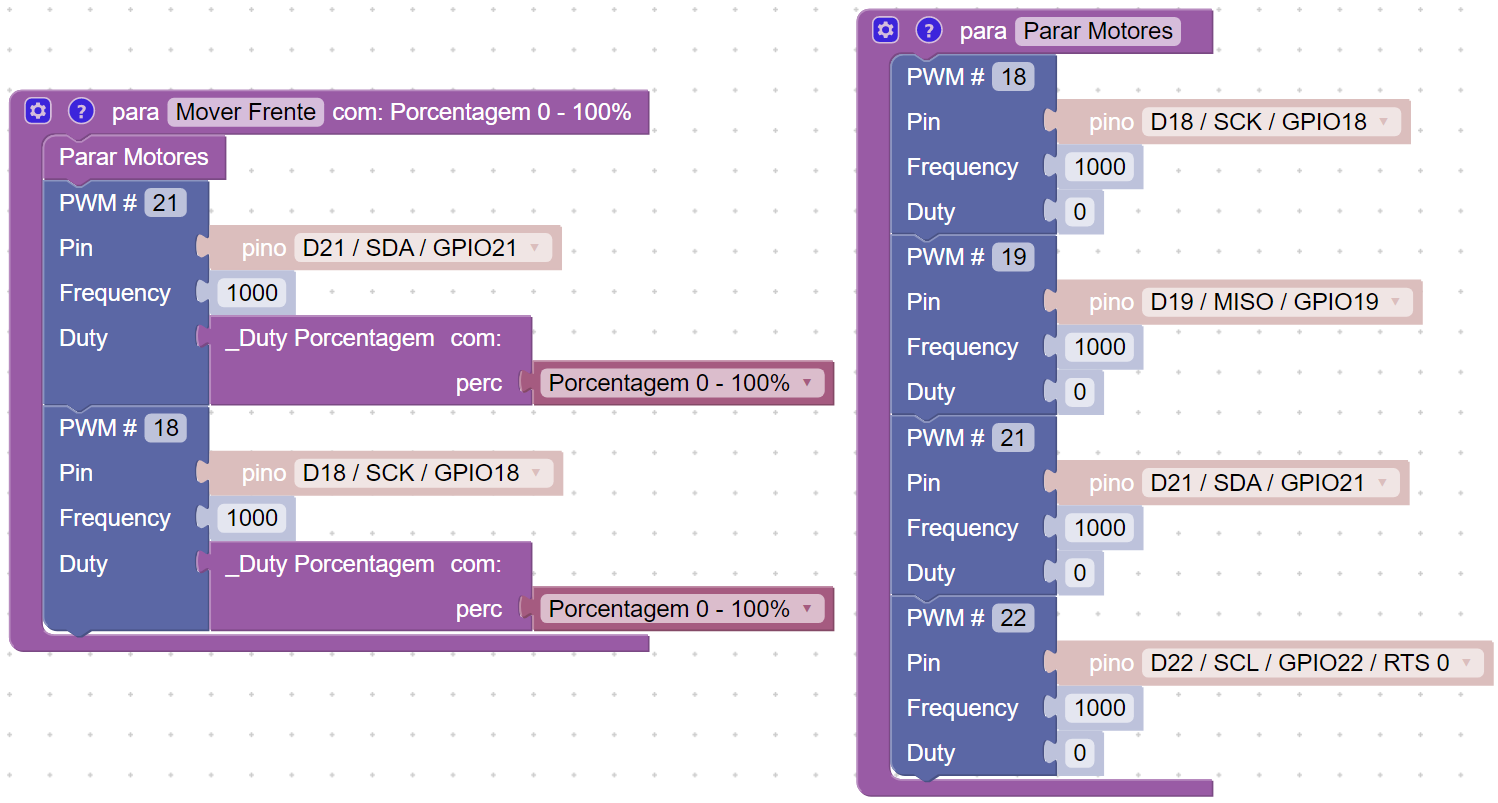 ? para Mover Frente com: Porcentagem 0 - 100%
Parar Motores
PWM # 21
Pin pino D21 / SDA / GPIO21
Frequency 1000
Duty _Duty Porcentagem com:
perc Porcentagem 0 - 100%
PWM # 18
Pin pino D18 / SCK / GPIO18
Frequency 1000
Duty _Duty Porcentagem com:
perc Porcentagem 0 - 100%
? para Parar Motores
PWM # 18
Pin pino D18 / SCK / GPIO18
Frequency 1000
Duty 0
PWM # 19
Pin pino D19 / MISO / GPIO19
Frequency 1000
Duty 0
PWM # 21
Pin pino D21 / SDA / GPIO21
Frequency 1000
Duty 0
PWM # 22
Pin pino D22 / SCL / GPIO22 / RTS 0
Frequency 1000
Duty 0